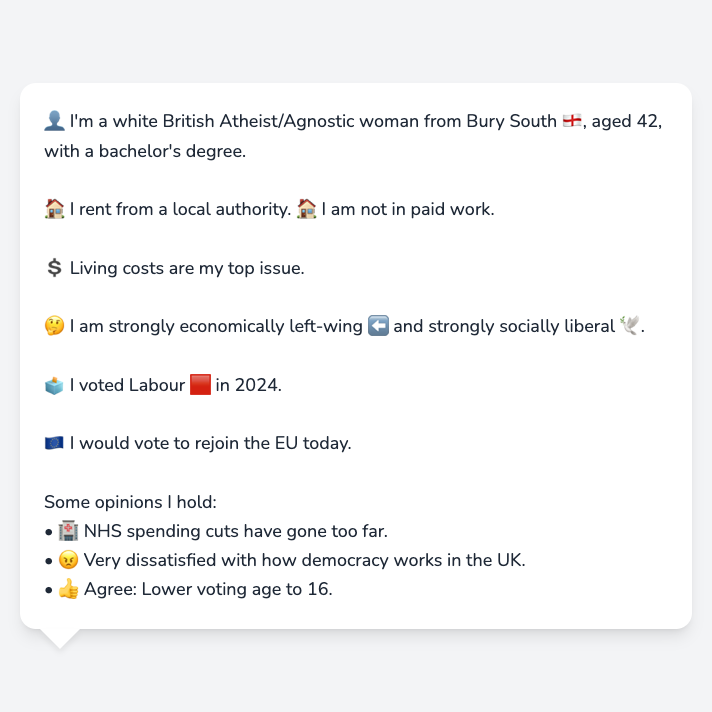 👤 I'm a white British Atheist/Agnostic woman from Bury South 🏴󠁧󠁢󠁥󠁮󠁧󠁿, aged 42,
with a bachelor's degree.
🏠 I rent from a local authority. 🏠 I am not in paid work.
💲 Living costs are my top issue.
🤔 I am strongly economically left-wing ⬅️ and strongly socially liberal 🕊️.
🗳️ I voted Labour 🟥 in 2024.
🇪🇺 I would vote to rejoin the EU today.
Some opinions I hold:
• 🏥 NHS spending cuts have gone too far.
• 😠 Very dissatisfied with how democracy works in the UK.
• 👍 Agree: Lower voting age to 16.